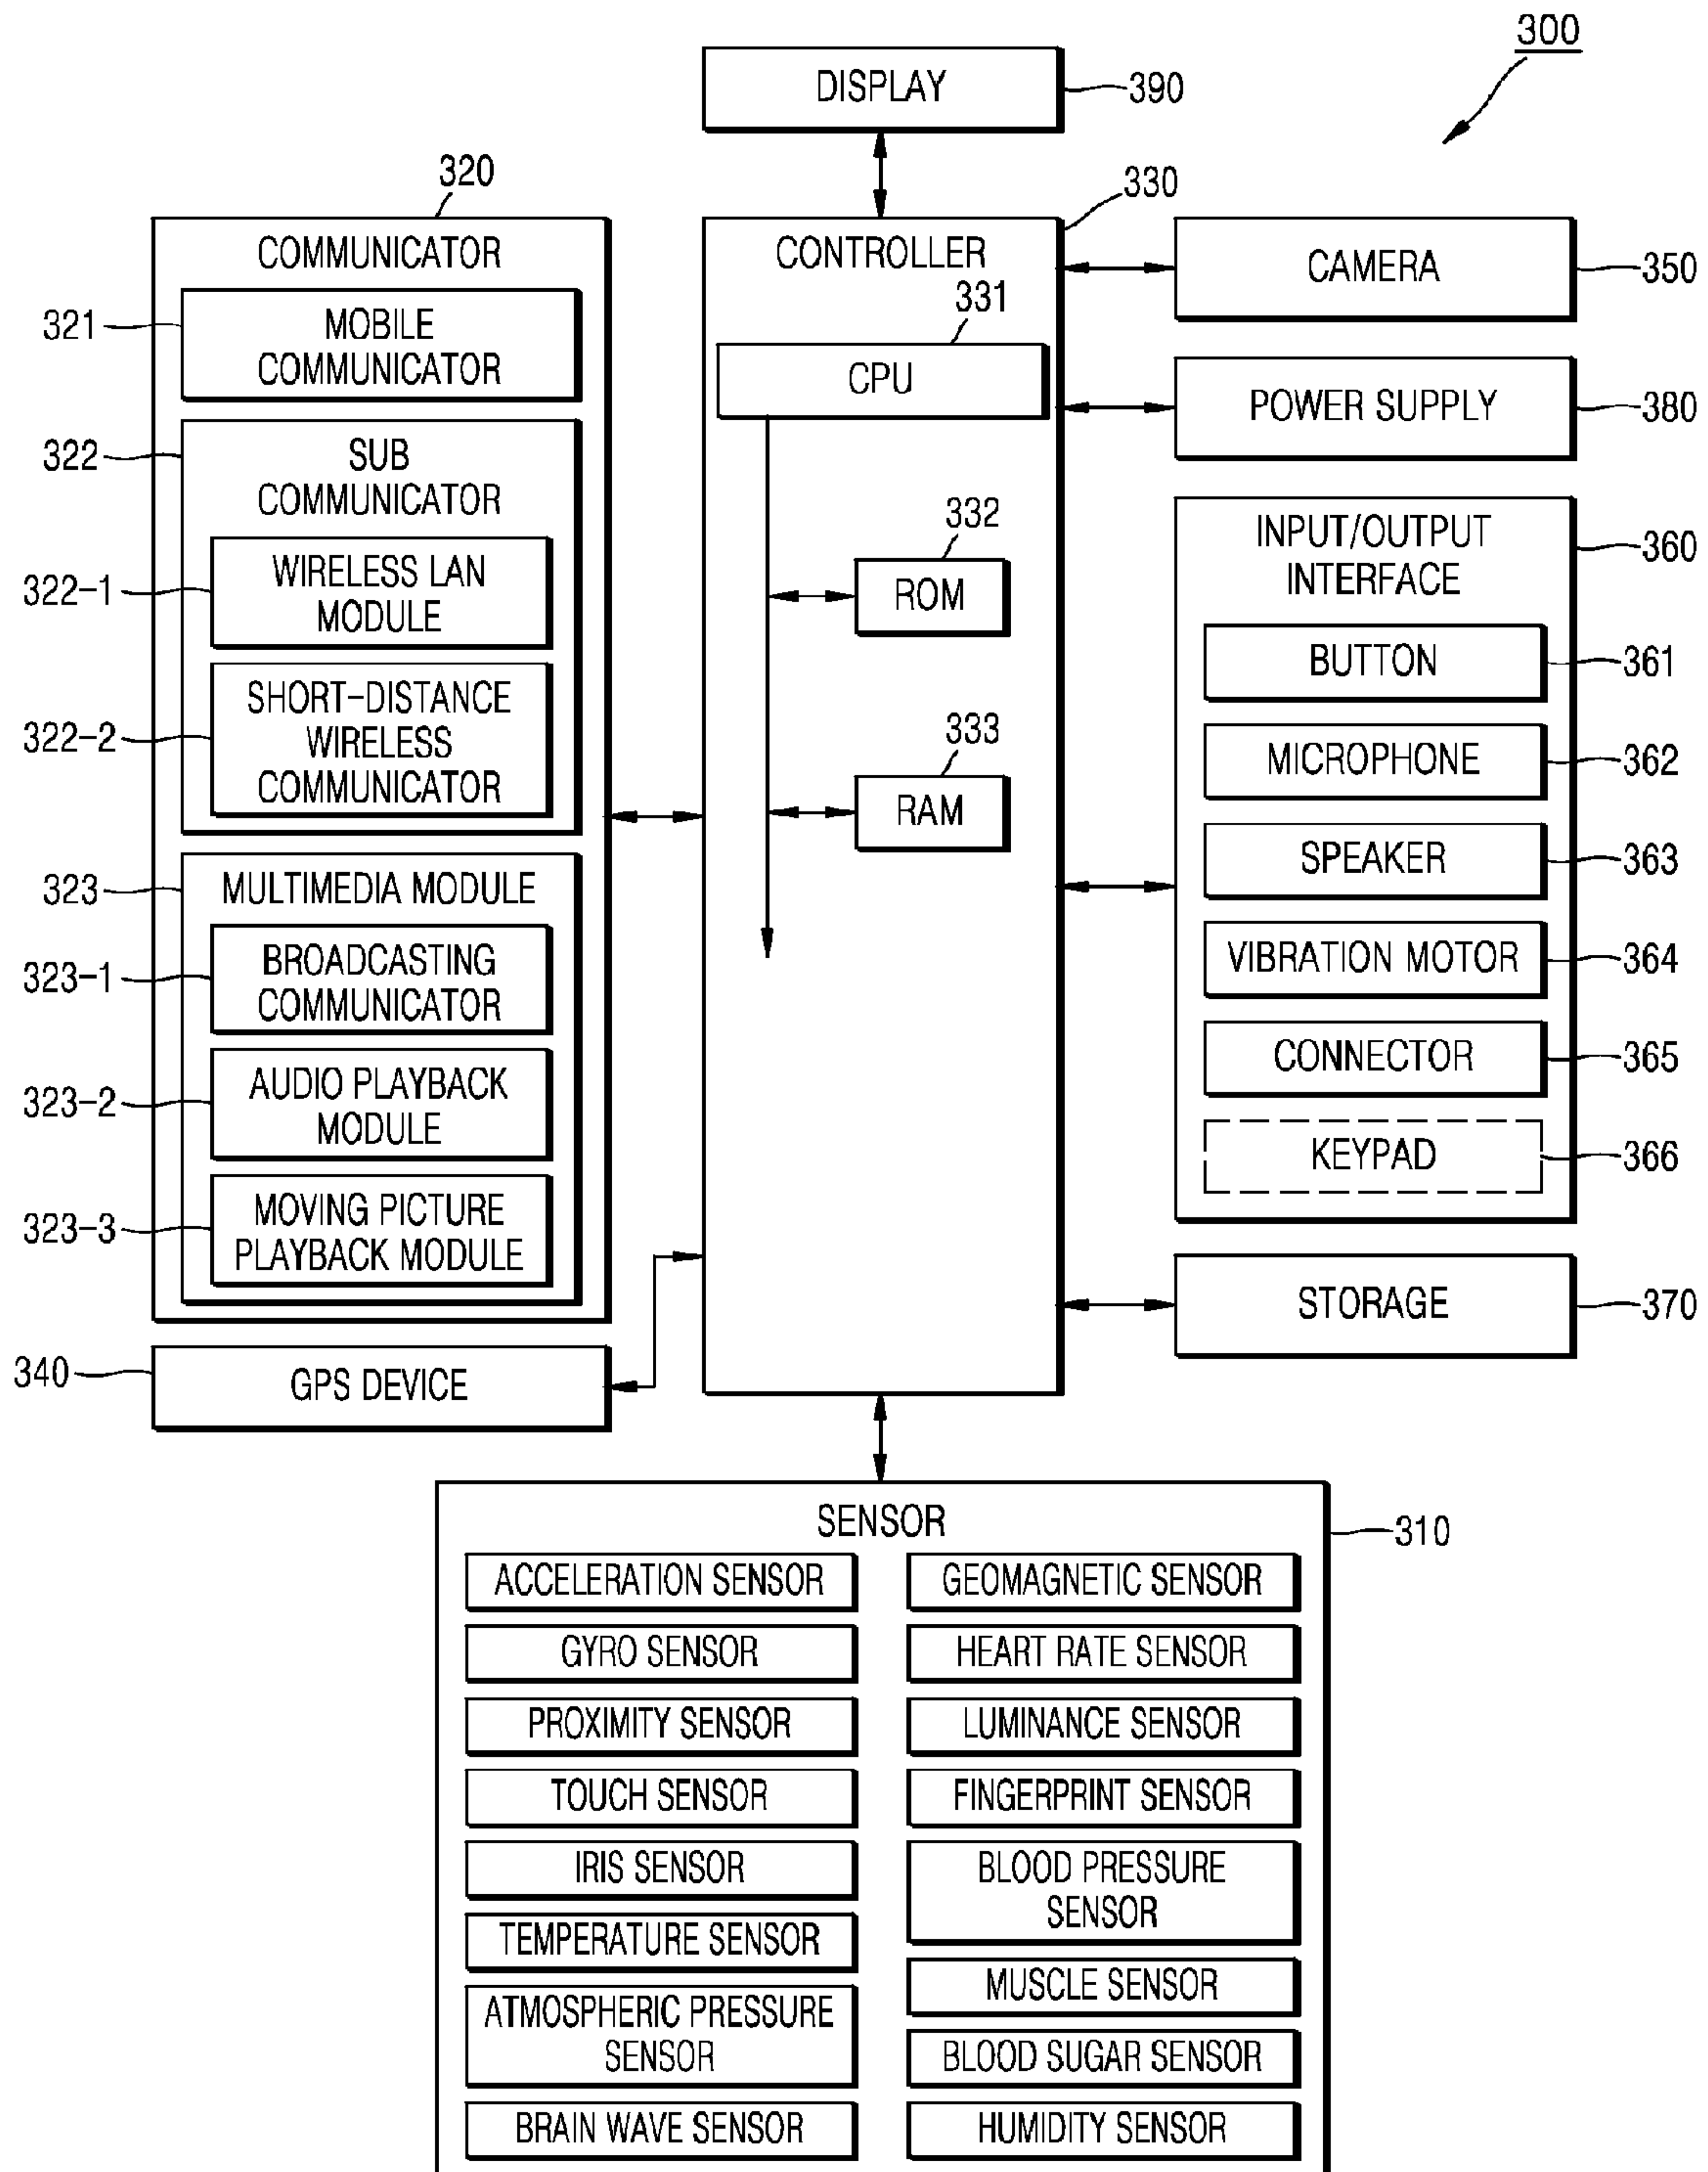 300
DISPLAY
390
320
COMMUNICATOR
321
MOBILE
COMMUNICATOR
322
SUB
COMMUNICATOR
322-1
WIRELESS LAN
MODULE
322-2
SHORT-DISTANCE
WIRELESS
COMMUNICATOR
323
MULTIMEDIA MODULE
323-1
BROADCASTING
COMMUNICATOR
323-2
AUDIO PLAYBACK
MODULE
323-3
MOVING PICTURE
PLAYBACK MODULE
340
GPS DEVICE
330
CONTROLLER
331
CPU
332
ROM
333
RAM
CAMERA
350
POWER SUPPLY
380
INPUT/OUTPUT
INTERFACE
360
BUTTON
361
MICROPHONE
362
SPEAKER
363
VIBRATION MOTOR
364
CONNECTOR
365
KEYPAD
366
STORAGE
370
SENSOR
310
ACCELERATION SENSOR
GYRO SENSOR
PROXIMITY SENSOR
TOUCH SENSOR
IRIS SENSOR
TEMPERATURE SENSOR
ATMOSPHERIC PRESSURE
SENSOR
BRAIN WAVE SENSOR
GEOMAGNETIC SENSOR
HEART RATE SENSOR
LUMINANCE SENSOR
FINGERPRINT SENSOR
BLOOD PRESSURE
SENSOR
MUSCLE SENSOR
BLOOD SUGAR SENSOR
HUMIDITY SENSOR